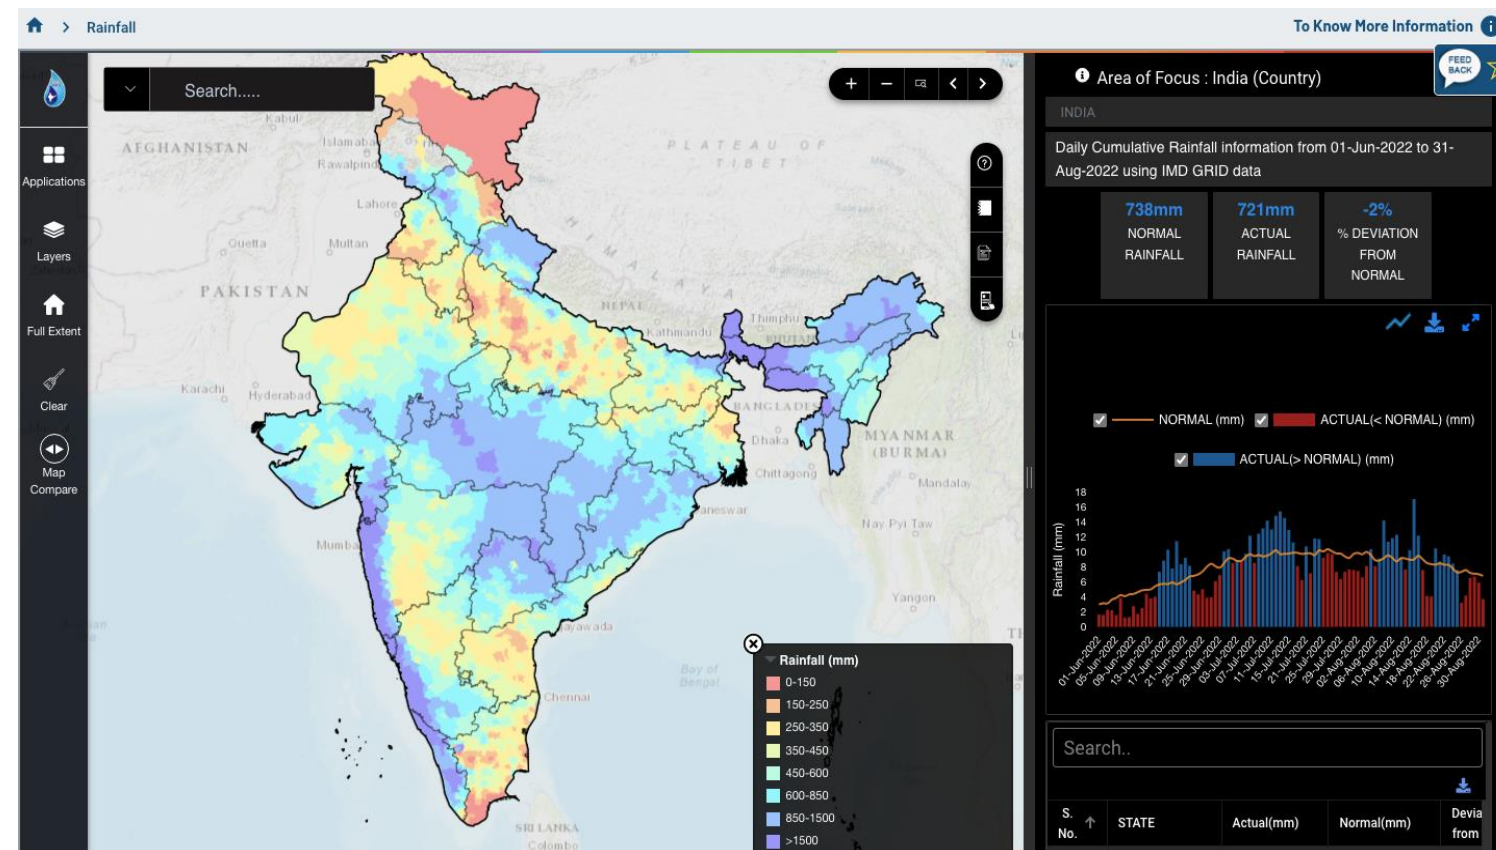 Rainfall
To Know More Information
FEED
BACK
Search.....
Applications
Layers
Full Extent
Clear
Map
Compare
Kabul
AFGHANISTAN
Islamaba
Rawalpind
PLATEAU OF
TIBET
Lahore
Quetta
Multan
HIMALAYA
PAKISTAN
NEPAL
Kathmandu
Thimphu
BHUTAN
Karachi
Hyderabad
BANGLADES
Dhaka
MYANMAR
(BURMA)
Chittagong
Mandalay
aneswar
Nay Pyi Taw
Mumba
Yangon
jayawada
Bay of
Bengal
Chennai
SRI LANKA
Colombo
Rainfall (mm)
0-150
150-250
250-350
350-450
450-600
600-850
850-1500
>1500
Area of Focus : India (Country)
INDIA
Daily Cumulative Rainfall information from 01-Jun-2022 to 31-
Aug-2022 using IMD GRID data
738mm
NORMAL
RAINFALL
721mm
ACTUAL
RAINFALL
-2%
% DEVIATION
FROM
NORMAL
NORMAL (mm) ACTUAL(< NORMAL) (mm)
ACTUAL(> NORMAL) (mm)
Rainfall (mm)
18
16
14
12
10
8
6
4
2
0
01-Jun-2022
05-Jun-2022
09-Jun-2022
13-Jun-2022
17-Jun-2022
21-Jun-2022
25-Jun-2022
29-Jun-2022
03-Jul-2022
07-Jul-2022
11-Jul-2022
15-Jul-2022
21-Jul-2022
25-Jul-2022
29-Jul-2022
02-Aug-2022
06-Aug-2022
10-Aug-2022
14-Aug-2022
18-Aug-2022
22-Aug-2022
26-Aug-2022
30-Aug-2022
Search..
S.
No.
STATE
Actual(mm)
Normal(mm)
Devia
from